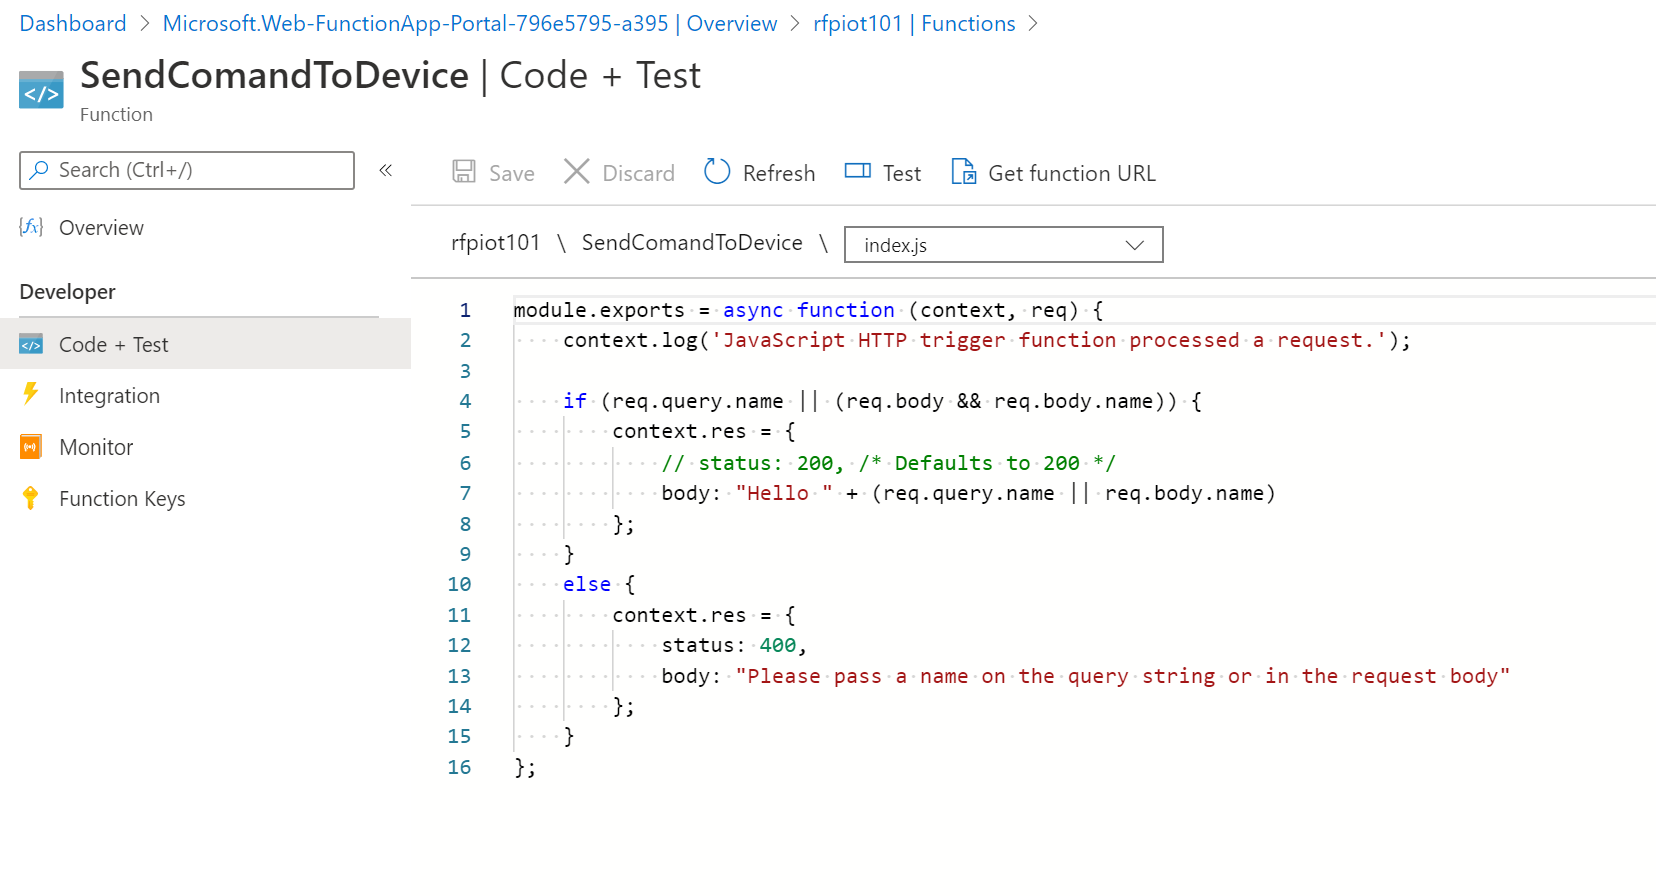 Dashboard > Microsoft.Web-FunctionApp-Portal-796e5795-a395 | Overview > rfpiot101 | Functions >
SendComandToDevice | Code + Test
Function
Search (Ctrl+/)
«
Overview
Developer
Code + Test
Integration
Monitor
Function Keys
Save
Discard
Refresh
Test
Get function URL
rfpiot101 \ SendComandToDevice \ index.js
1 module.exports = async function (context, req) {
2     context.log('JavaScript HTTP trigger function processed a request.');
3
4     if (req.query.name || (req.body && req.body.name)) {
5         context.res = {
6             // status: 200, /* Defaults to 200 */
7             body: "Hello " + (req.query.name || req.body.name)
8         };
9     }
10     else {
11         context.res = {
12             status: 400,
13             body: "Please pass a name on the query string or in the request body"
14         };
15     }
16 };